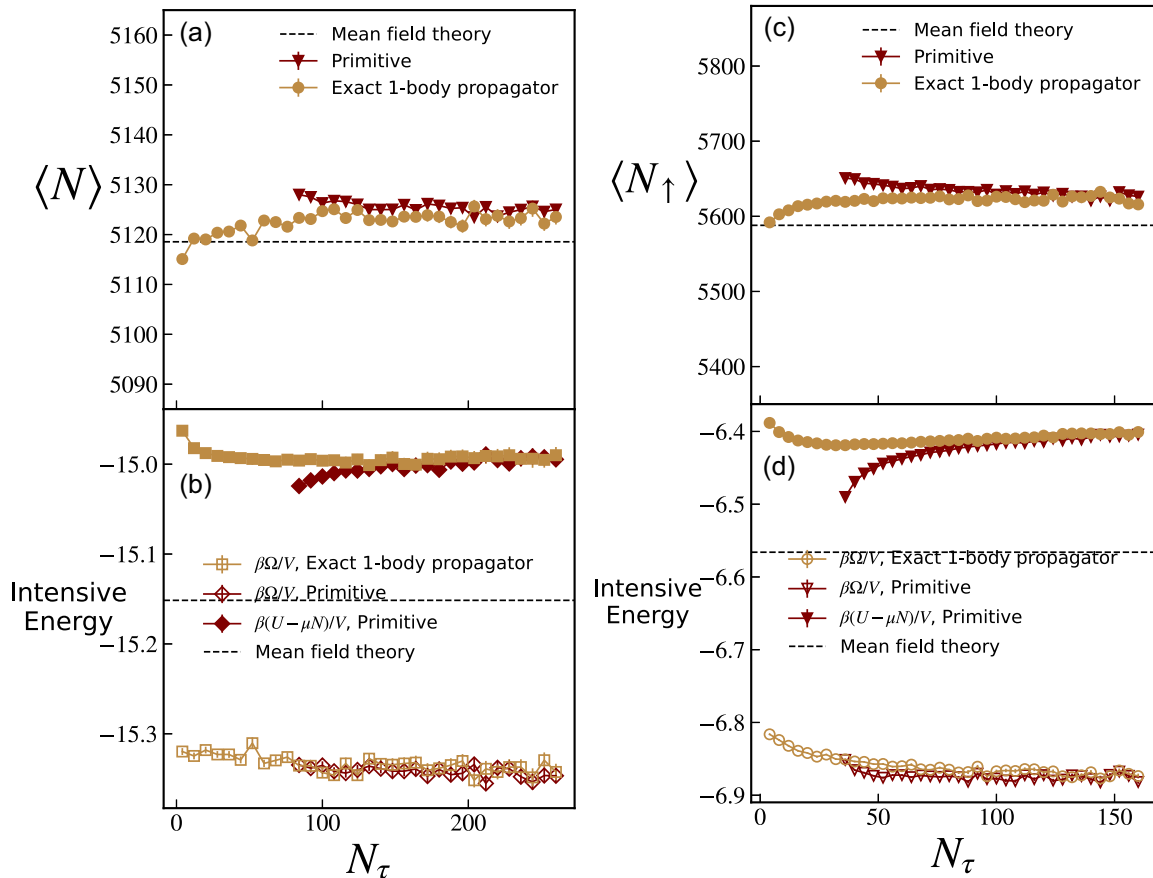 (a)
Mean field theory
Primitive
Exact 1-body propagator
⟨N⟩
5160
5150
5140
5130
5120
5110
5100
5090
(b)
βΩ/V, Exact 1-body propagator
βΩ/V, Primitive
β(U−μN)/V, Primitive
Mean field theory
Intensive
Energy
−15.0
−15.1
−15.2
−15.3
0
100
200
N_τ
(c)
Mean field theory
Primitive
Exact 1-body propagator
⟨N_↑⟩
5800
5700
5600
5500
5400
(d)
βΩ/V, Exact 1-body propagator
βΩ/V, Primitive
β(U−μN)/V, Primitive
Mean field theory
Intensive
Energy
−6.4
−6.5
−6.6
−6.7
−6.8
−6.9
0
50
100
150
N_τ